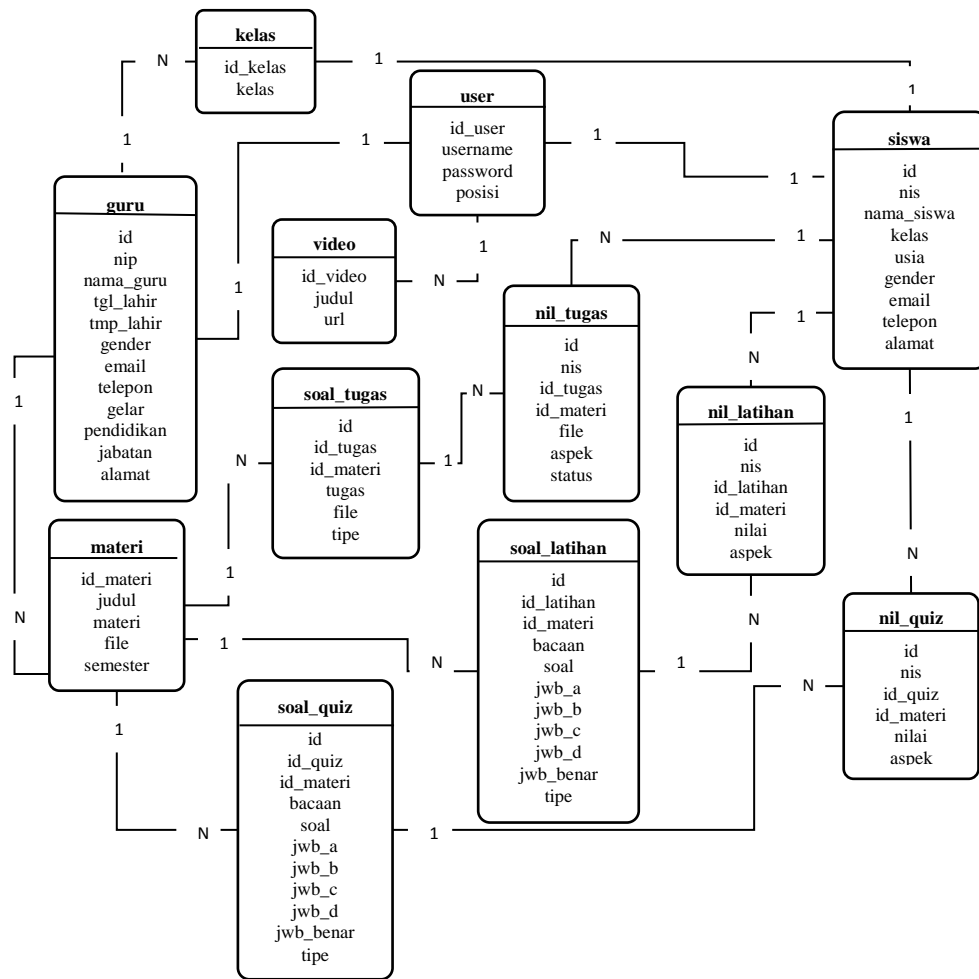 kelas
id_kelas
kelas
N
1
1
1
user
id_user
username
password
posisi
1
1
1
1
1
N
siswa
id
nis
nama_siswa
kelas
usia
gender
email
telepon
alamat
guru
id
nip
nama_guru
tgl_lahir
tmp_lahir
gender
email
telepon
gelar
pendidikan
jabatan
alamat
video
id_video
judul
url
N
1
nil_tugas
id
nis
id_tugas
id_materi
file
aspek
status
1
N
soal_tugas
id
id_tugas
id_materi
tugas
file
tipe
N
1
N
1
nil_latihan
id
nis
id_latihan
id_materi
nilai
aspek
1
N
materi
id_materi
judul
materi
file
semester
1
N
1
N
soal_latihan
id
id_latihan
id_materi
bacaan
soal
jwb_a
jwb_b
jwb_c
jwb_d
jwb_benar
tipe
1
N
nil_quiz
id
nis
id_quiz
id_materi
nilai
aspek
1
N
soal_quiz
id
id_quiz
id_materi
bacaan
soal
jwb_a
jwb_b
jwb_c
jwb_d
jwb_benar
tipe
1
N